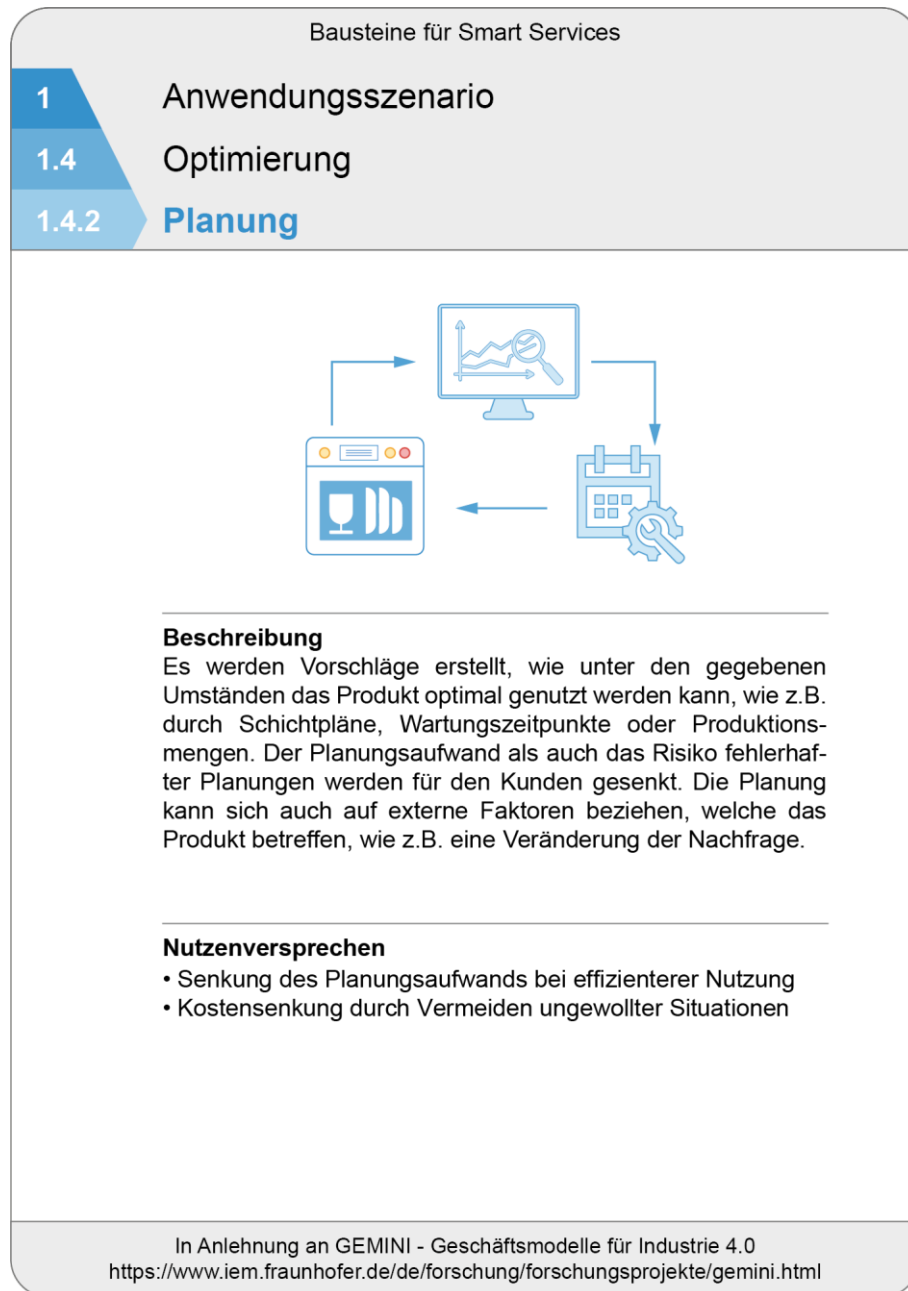 Bausteine für Smart Services
1
Anwendungsszenario
1.4
Optimierung
1.4.2
Planung
Beschreibung
Es werden Vorschläge erstellt, wie unter den gegebenen
Umständen das Produkt optimal genutzt werden kann, wie z.B.
durch Schichtpläne, Wartungszeitpunkte oder Produktions-
mengen. Der Planungsaufwand als auch das Risiko fehlerhaf-
ter Planungen werden für den Kunden gesenkt. Die Planung
kann sich auch auf externe Faktoren beziehen, welche das
Produkt betreffen, wie z.B. eine Veränderung der Nachfrage.
Nutzenversprechen
• Senkung des Planungsaufwands bei effizienterer Nutzung
• Kostensenkung durch Vermeiden ungewollter Situationen
In Anlehnung an GEMINI - Geschäftsmodelle für Industrie 4.0
https://www.iem.fraunhofer.de/de/forschung/forschungsprojekte/gemini.html